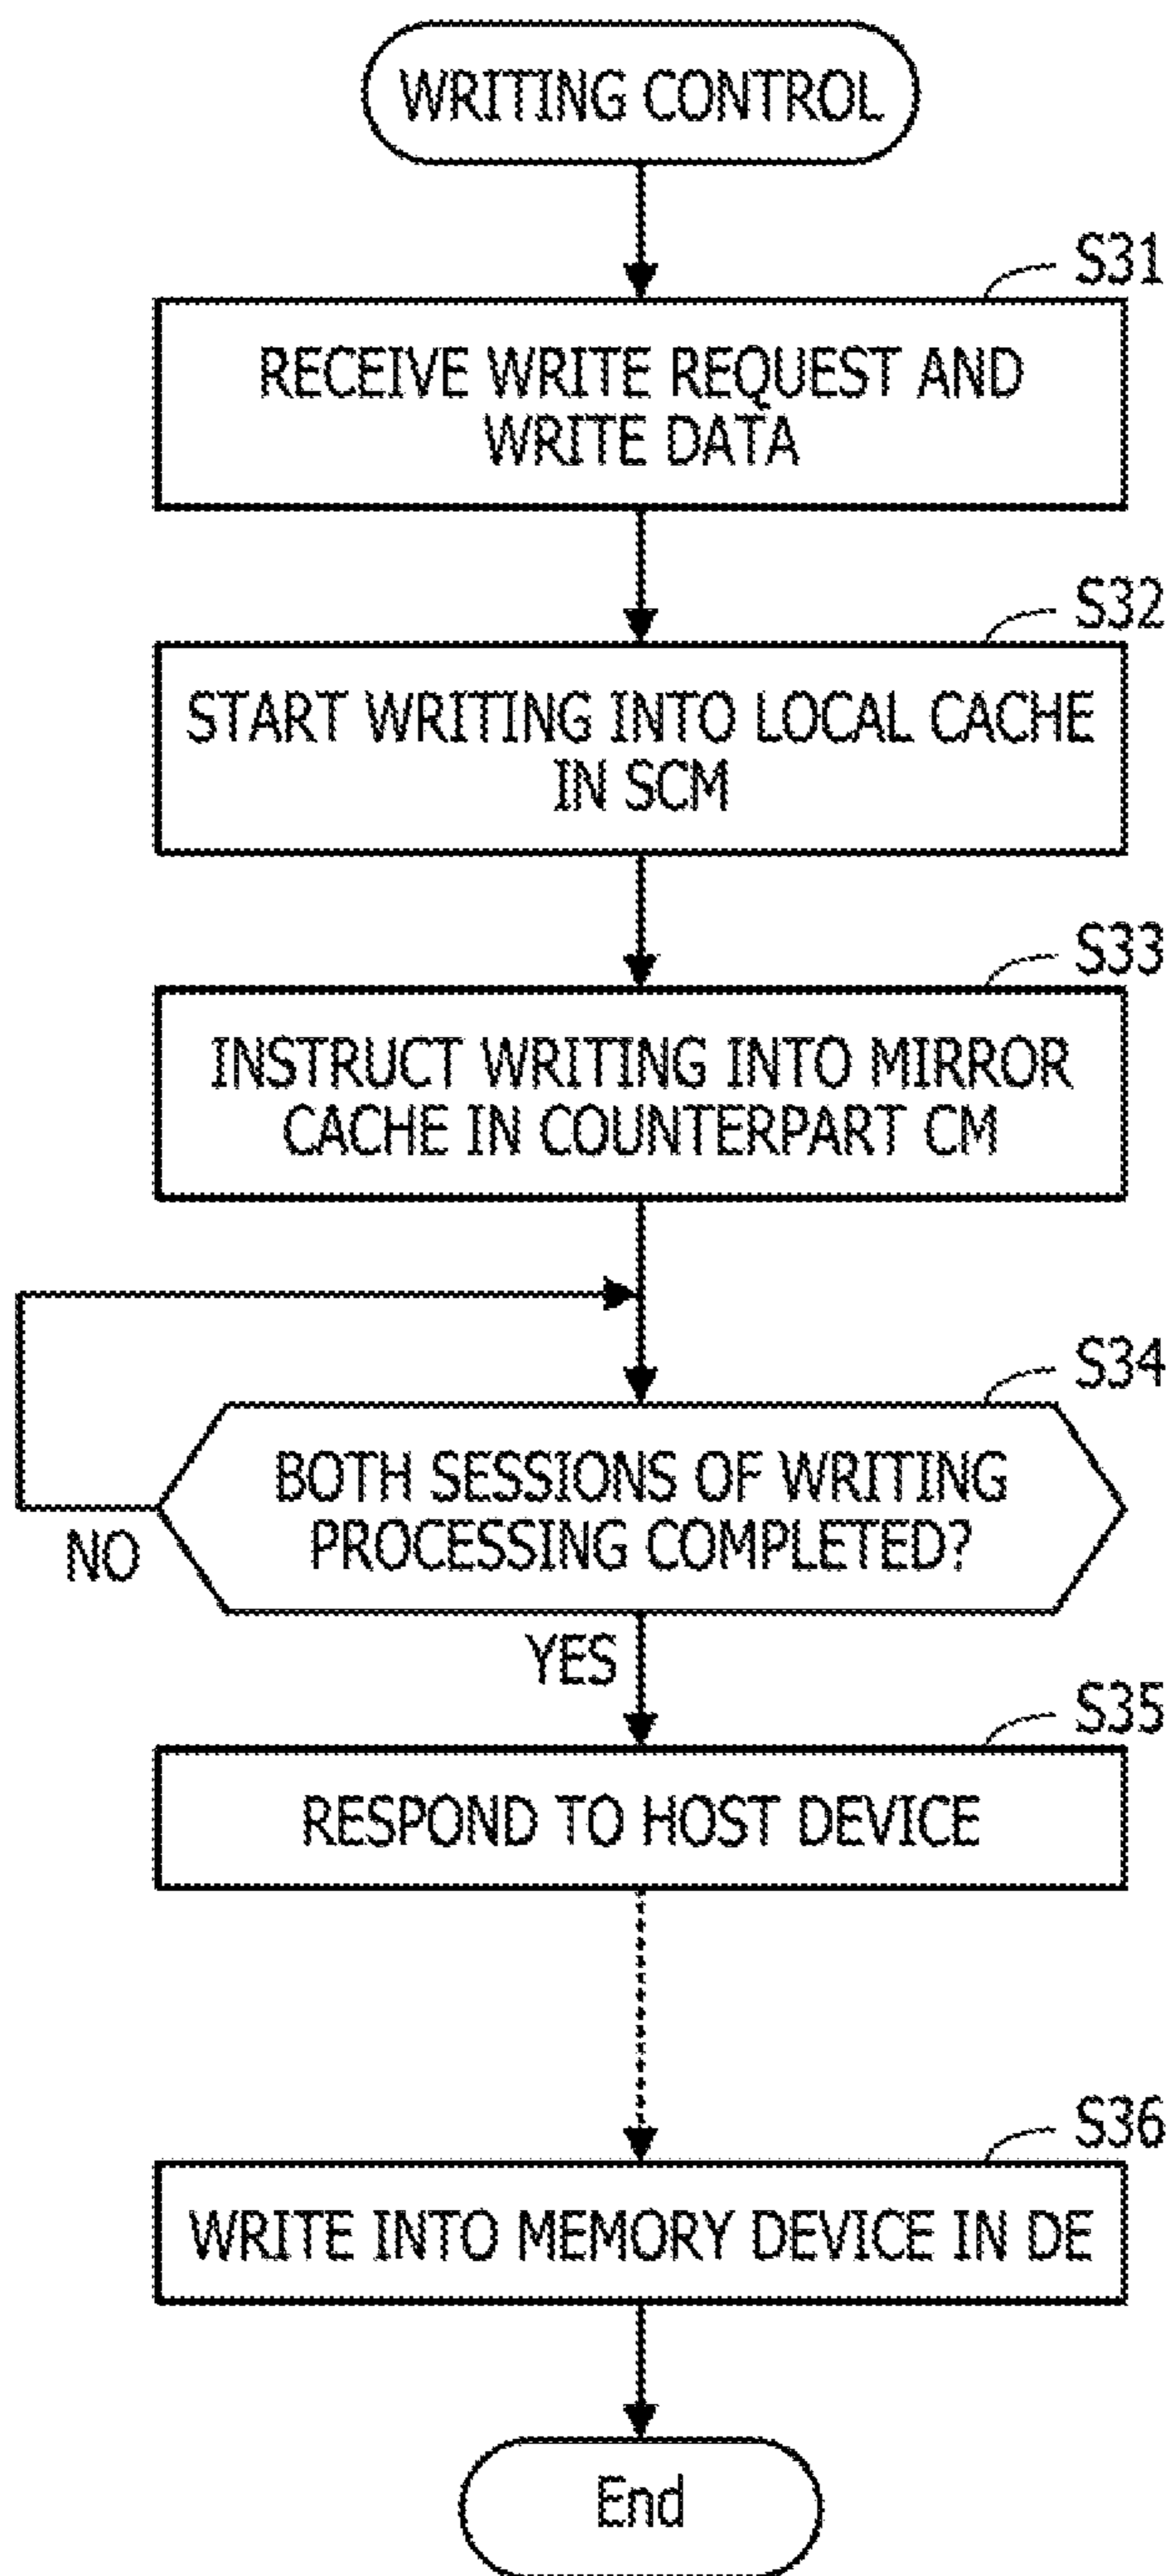 WRITING CONTROL
S31
RECEIVE WRITE REQUEST AND
WRITE DATA
S32
START WRITING INTO LOCAL CACHE
IN SCM
S33
INSTRUCT WRITING INTO MIRROR
CACHE IN COUNTERPART CM
S34
BOTH SESSIONS OF WRITING
PROCESSING COMPLETED?
NO
YES
S35
RESPOND TO HOST DEVICE
S36
WRITE INTO MEMORY DEVICE IN DE
End